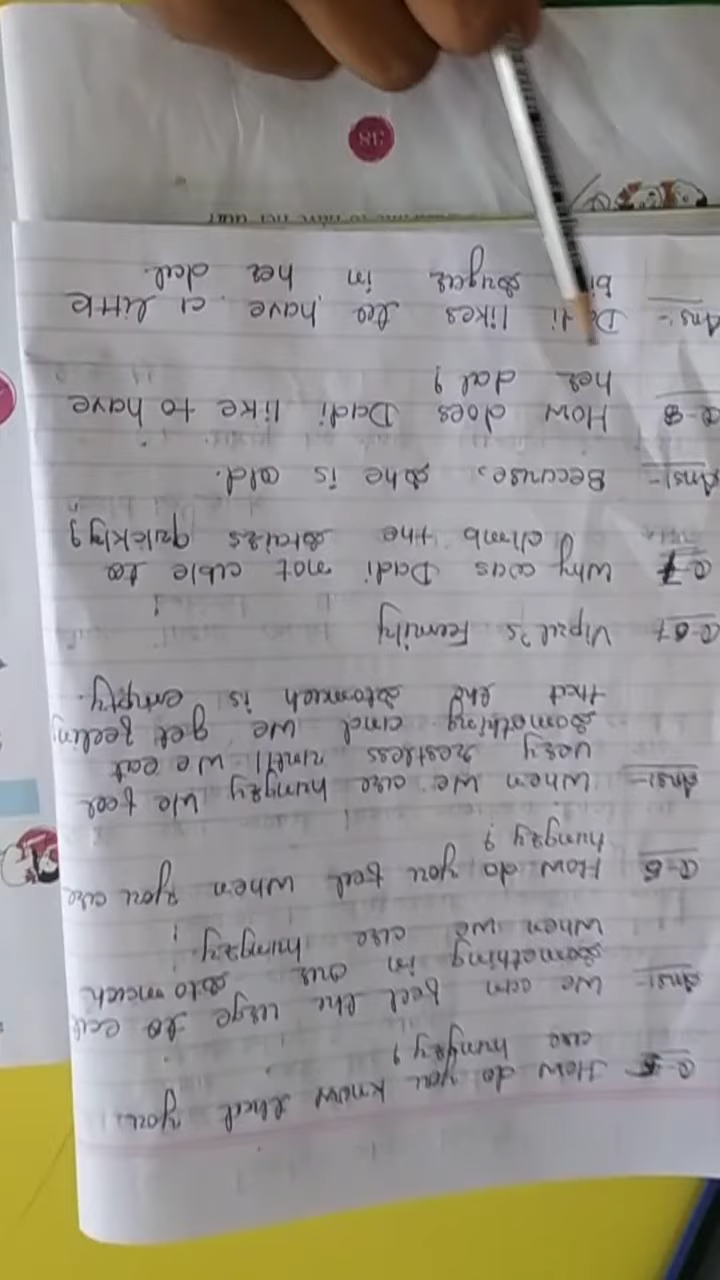 Q-5 How do you know that you
are hungry?
Ans:- We can feel the urge to eat
something in our stomach
when we are hungry.
Q-6 How do you feel when you are
hungry?
Ans:- When we are hungry we feel
very restless until we eat
something and we get feeling
that the stomach is empty.
Vipul's Family
Q-7 Why was Dadi not able to
climb the stairs quickly?
Ans:- Because, she is old.
Q-8 How does Dadi like to have
her dal?
Ans:- Dadi likes to have a little
bit sugar in her dal.
38